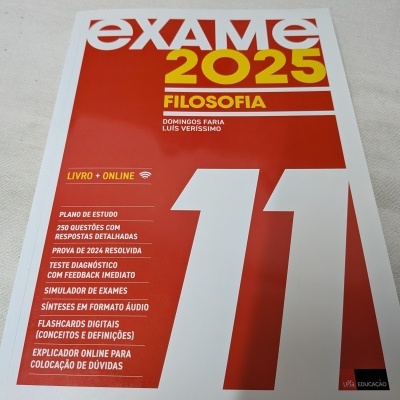 EXAME
2025
FILOSOFIA
DOMINGOS FARIA
LUÍS VERÍSSIMO
LIVRO + ONLINE
PLANO DE ESTUDO
250 QUESTÕES COM
RESPOSTAS DETALHADAS
PROVA DE 2024 RESOLVIDA
TESTE DIAGNÓSTICO
COM FEEDBACK IMEDIATO
SIMULADOR DE EXAMES
SÍNTESES EM FORMATO ÁUDIO
FLASHCARDS DIGITAIS
(CONCEITOS E DEFINIÇÕES)
EXPLICADOR ONLINE PARA
COLOCAÇÃO DE DÚVIDAS
11
leYa EDUCAÇÃO